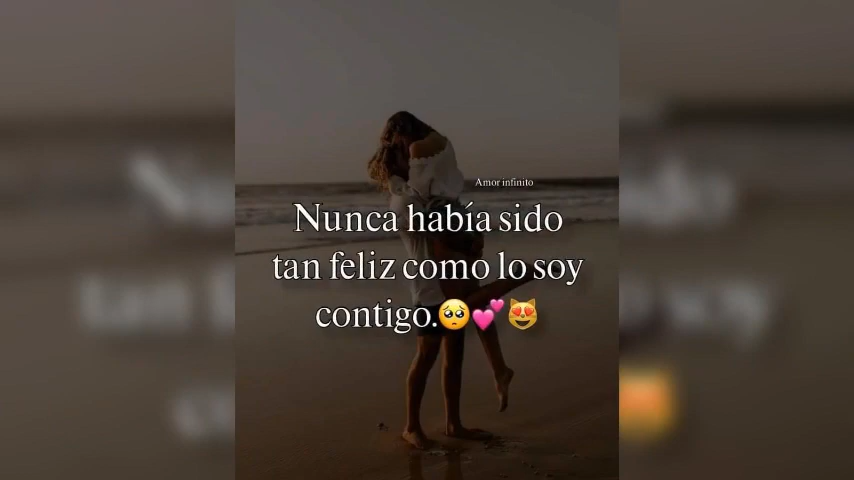 Amor infinito
Nunca había sido
tan feliz como lo soy
contigo.🥺💕😻